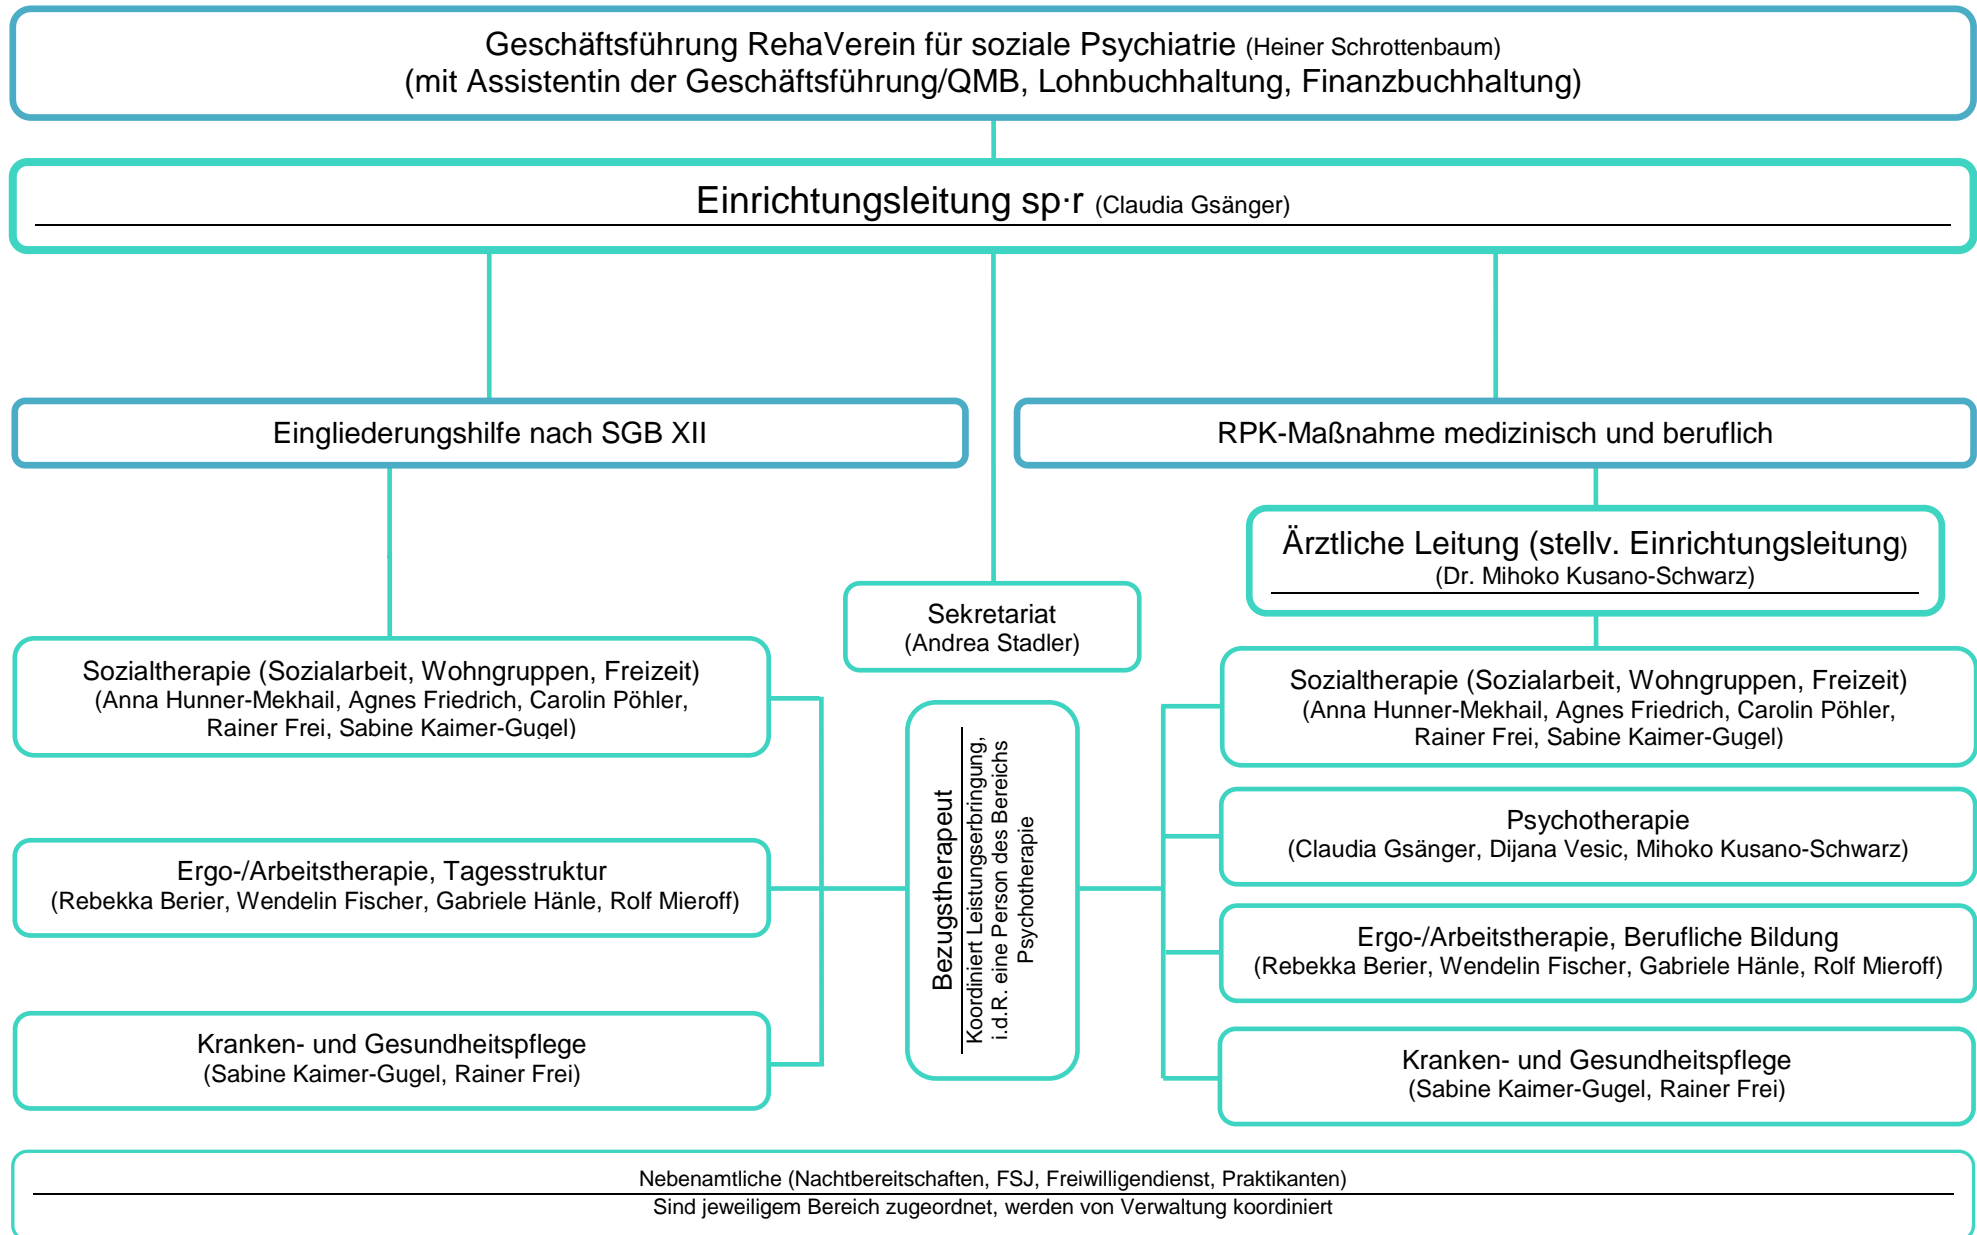 Geschäftsführung RehaVerein für soziale Psychiatrie (Heiner Schrottenbaum)
(mit Assistentin der Geschäftsführung/QMB, Lohnbuchhaltung, Finanzbuchhaltung)
Einrichtungsleitung sp·r (Claudia Gsänger)
Eingliederungshilfe nach SGB XII
RPK-Maßnahme medizinisch und beruflich
Ärztliche Leitung (stellv. Einrichtungsleitung)
(Dr. Mihoko Kusano-Schwarz)
Sekretariat
(Andrea Stadler)
Sozialtherapie (Sozialarbeit, Wohngruppen, Freizeit)
(Anna Hunner-Mekhail, Agnes Friedrich, Carolin Pöhler,
Rainer Frei, Sabine Kaimer-Gugel)
Ergo-/Arbeitstherapie, Tagesstruktur
(Rebekka Berier, Wendelin Fischer, Gabriele Hänle, Rolf Mieroff)
Kranken- und Gesundheitspflege
(Sabine Kaimer-Gugel, Rainer Frei)
Bezugstherapeut
Koordiniert Leistungserbringung,
i.d.R. eine Person des Bereichs
Psychotherapie
Sozialtherapie (Sozialarbeit, Wohngruppen, Freizeit)
(Anna Hunner-Mekhail, Agnes Friedrich, Carolin Pöhler,
Rainer Frei, Sabine Kaimer-Gugel)
Psychotherapie
(Claudia Gsänger, Dijana Vesic, Mihoko Kusano-Schwarz)
Ergo-/Arbeitstherapie, Berufliche Bildung
(Rebekka Berier, Wendelin Fischer, Gabriele Hänle, Rolf Mieroff)
Kranken- und Gesundheitspflege
(Sabine Kaimer-Gugel, Rainer Frei)
Nebenamtliche (Nachtbereitschaften, FSJ, Freiwilligendienst, Praktikanten)
Sind jeweiligem Bereich zugeordnet, werden von Verwaltung koordiniert